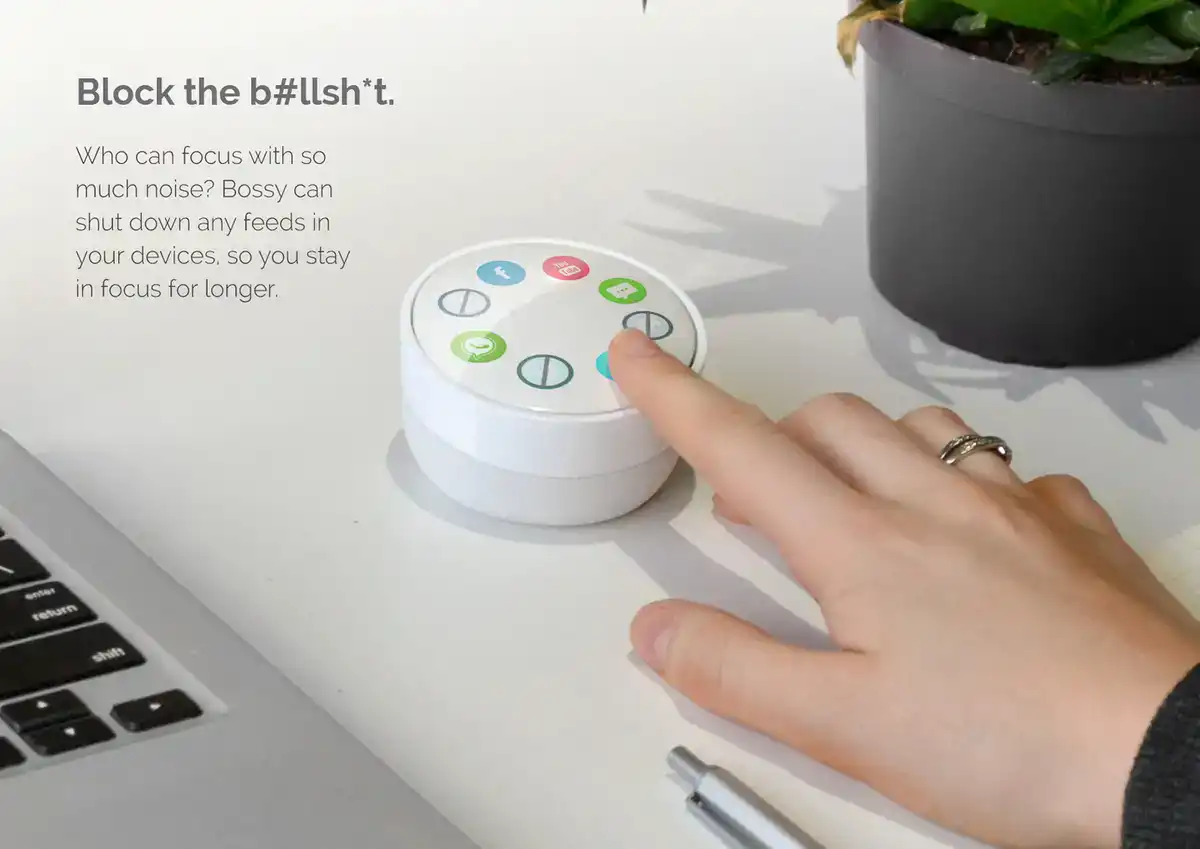 Block the b#llsh*t.
Who can focus with so
much noise? Bossy can
shut down any feeds in
your devices, so you stay
in focus for longer.
You
Tube
enter
return
shift